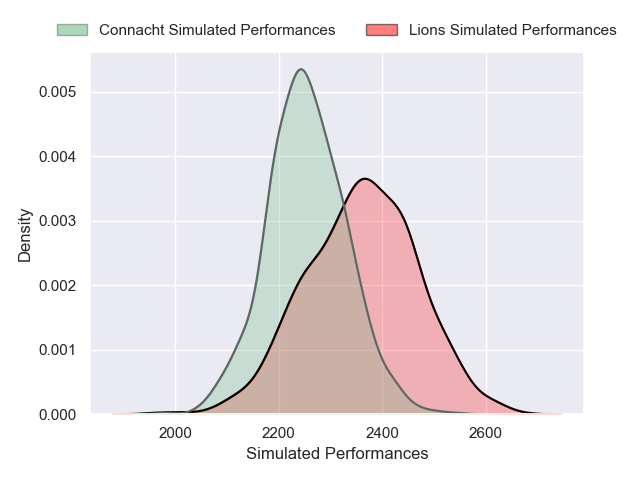 Connacht Simulated Performances Lions Simulated Performances
0.005
0.004
0.003
0.002
0.001
0.000
Density
2000 2200 2400 2600
Simulated Performances